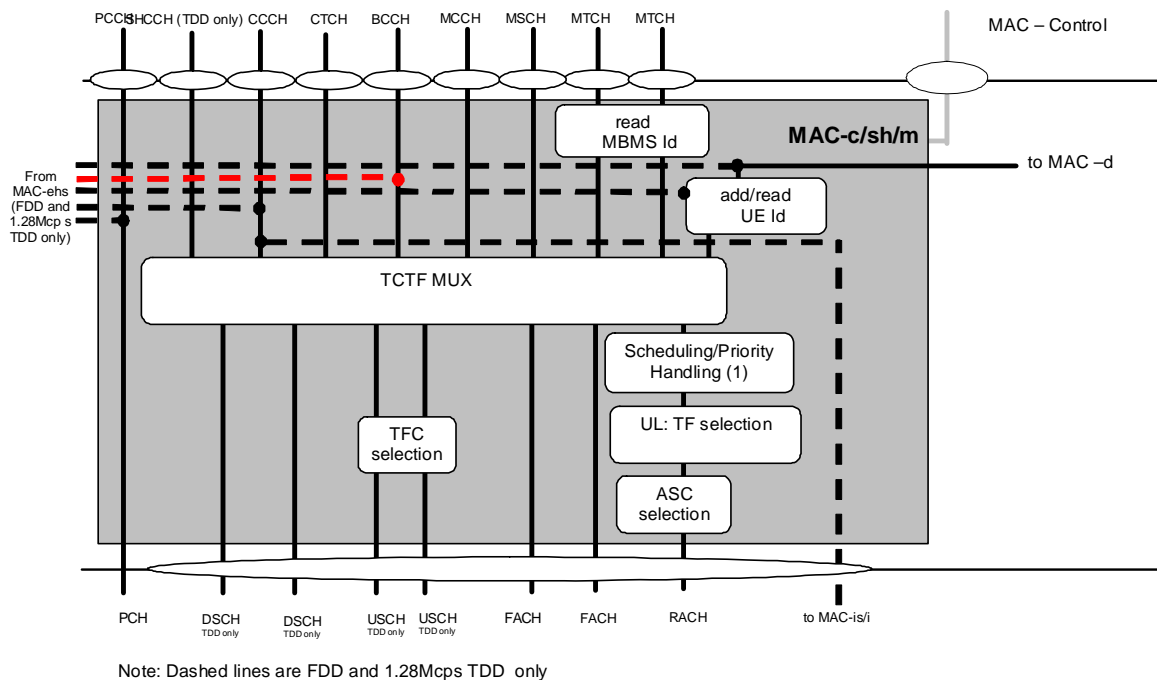 PCCH SHCCH (TDD only) CCCH CTCH BCCH MCCH MSCH MTCH MTCH
MAC – Control
read
MBMS Id
MAC-c/sh/m
From
MAC-ehs
(FDD and
1.28Mcp s
TDD only)
to MAC –d
add/read
UE Id
TCTF MUX
Scheduling/Priority
Handling (1)
UL: TF selection
TFC
selection
ASC
selection
PCH
DSCH
TDD only
DSCH
TDD only
USCH
TDD only
USCH
TDD only
FACH
FACH
RACH
to MAC-is/i
Note: Dashed lines are FDD and 1.28Mcps TDD only